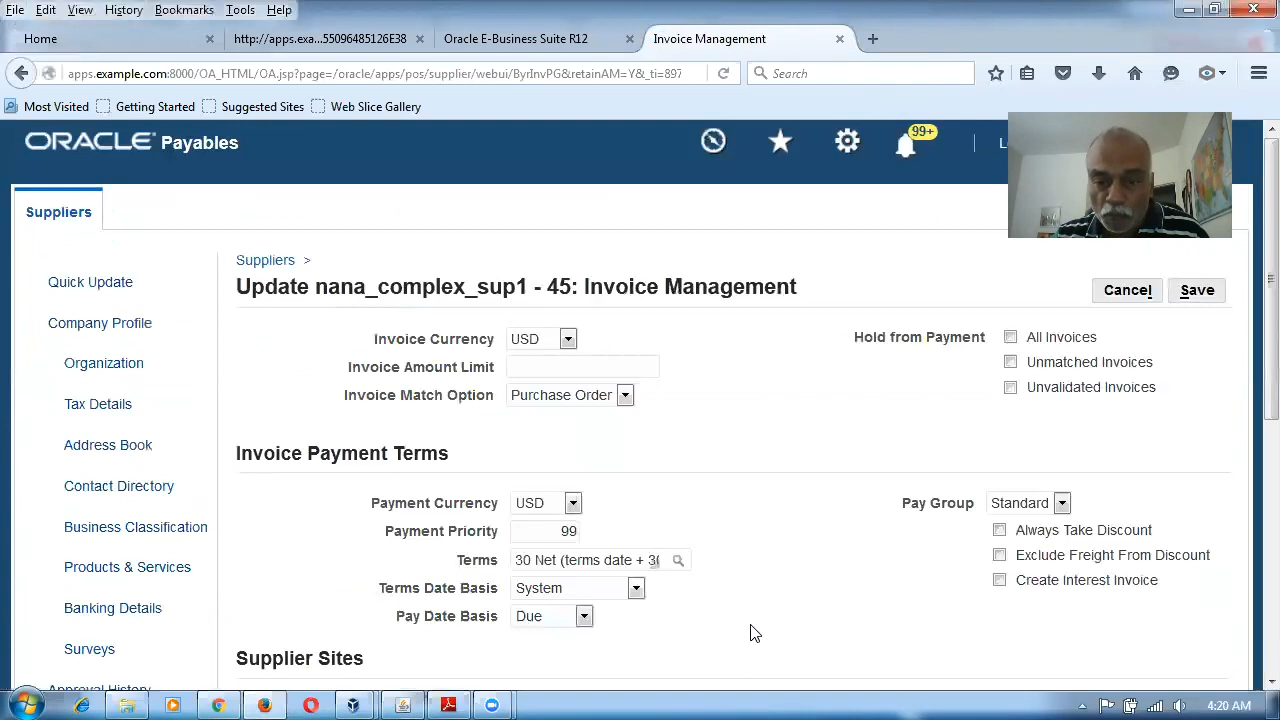 File Edit View History Bookmarks Tools Help
Home
http://apps.exa...55096485126E38
Oracle E-Business Suite R12
Invoice Management
apps.example.com:8000/OA_HTML/OA.jsp?page=/oracle/apps/pos/supplier/webui/ByrInvPG&retainAM=Y&_ti=897
Search
Most Visited Getting Started Suggested Sites Web Slice Gallery
ORACLE Payables
99+
Suppliers
Quick Update
Company Profile
Organization
Tax Details
Address Book
Contact Directory
Business Classification
Products & Services
Banking Details
Surveys
Approval History
Suppliers >
Update nana_complex_sup1 - 45: Invoice Management
Cancel Save
Invoice Currency USD
Invoice Amount Limit
Invoice Match Option Purchase Order
Hold from Payment All Invoices
Unmatched Invoices
Unvalidated Invoices
Invoice Payment Terms
Payment Currency USD
Payment Priority 99
Terms 30 Net (terms date + 30
Terms Date Basis System
Pay Date Basis Due
Pay Group Standard
Always Take Discount
Exclude Freight From Discount
Create Interest Invoice
Supplier Sites
4:20 AM